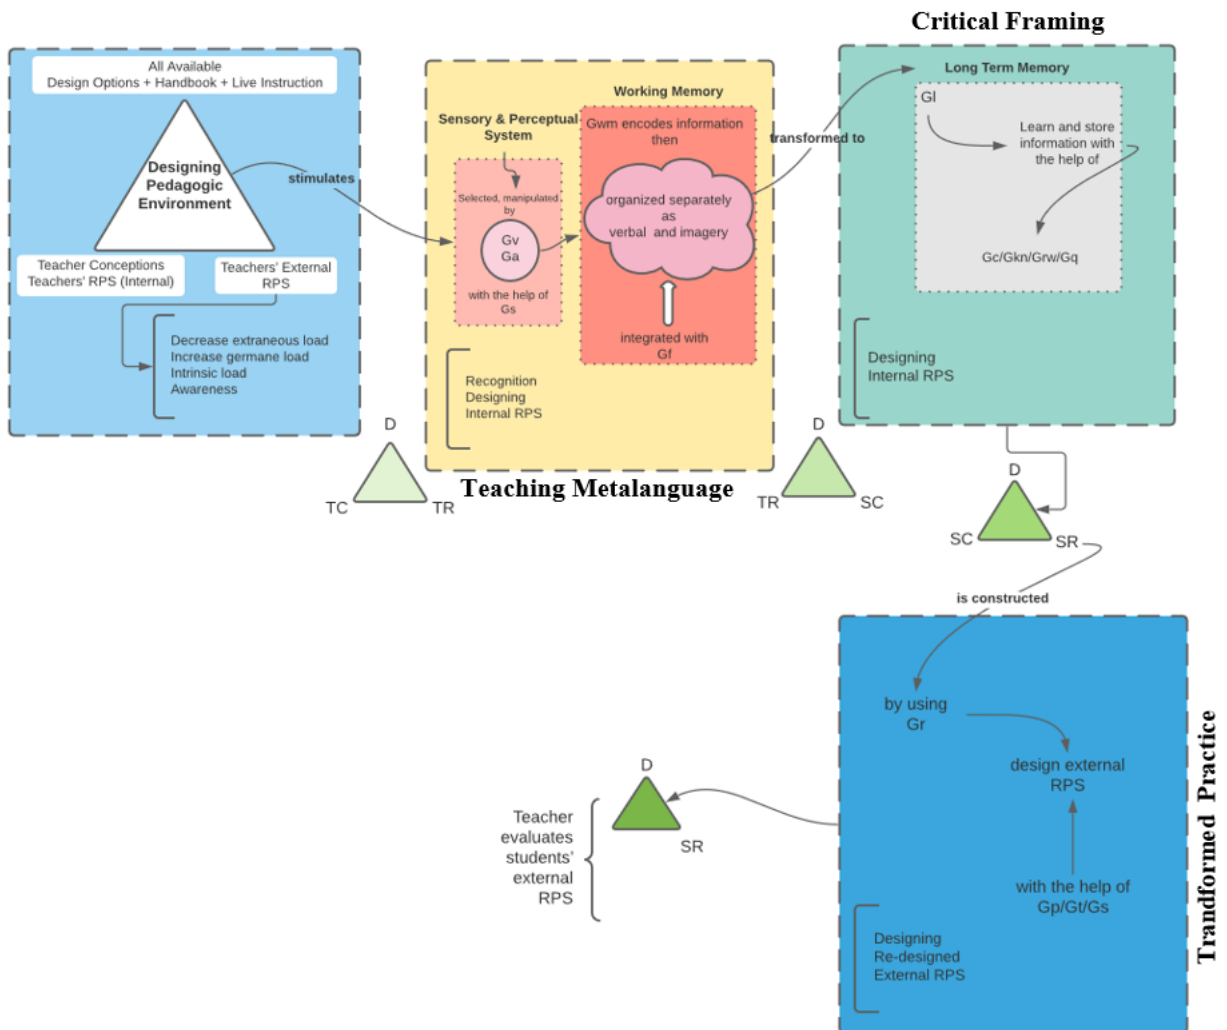 Critical Framing
All Available
Design Options + Handbook + Live Instruction
Designing
Pedagogic
Environment
stimulates
Teacher Conceptions
Teachers' RPS (Internal)
Teachers' External
RPS
Decrease extraneous load
Increase germane load
Intrinsic load
Awareness
D
TC
TR
Sensory & Perceptual
System
Selected, manipulated
by
Gv
Ga
with the help of
Gs
Working Memory
Gwm encodes information
then
organized separately
as
verbal and imagery
integrated with
Gf
Recognition
Designing
Internal RPS
Teaching Metalanguage
transformed to
D
TR
SC
Long Term Memory
Gl
Learn and store
information with
the help of
Gc/Gkn/Grw/Gq
Designing
Internal RPS
D
SC
SR
is constructed
by using
Gr
design external
RPS
with the help of
Gp/Gt/Gs
Designing
Re-designed
External RPS
Trandformed Practice
D
SR
Teacher
evaluates
students'
external
RPS